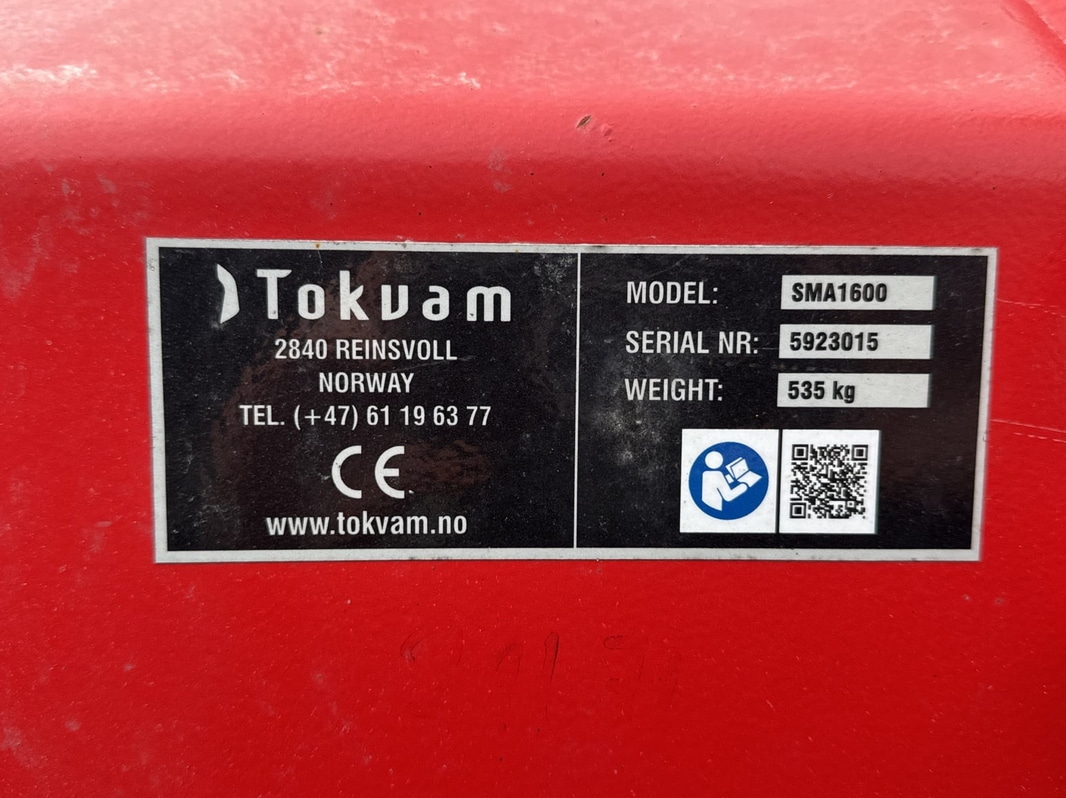 Tokvam
2840 REINSVOLL
NORWAY
TEL. (+47) 61 19 63 77
CE
www.tokvam.no
MODEL: SMA1600
SERIAL NR: 5923015
WEIGHT: 535 kg